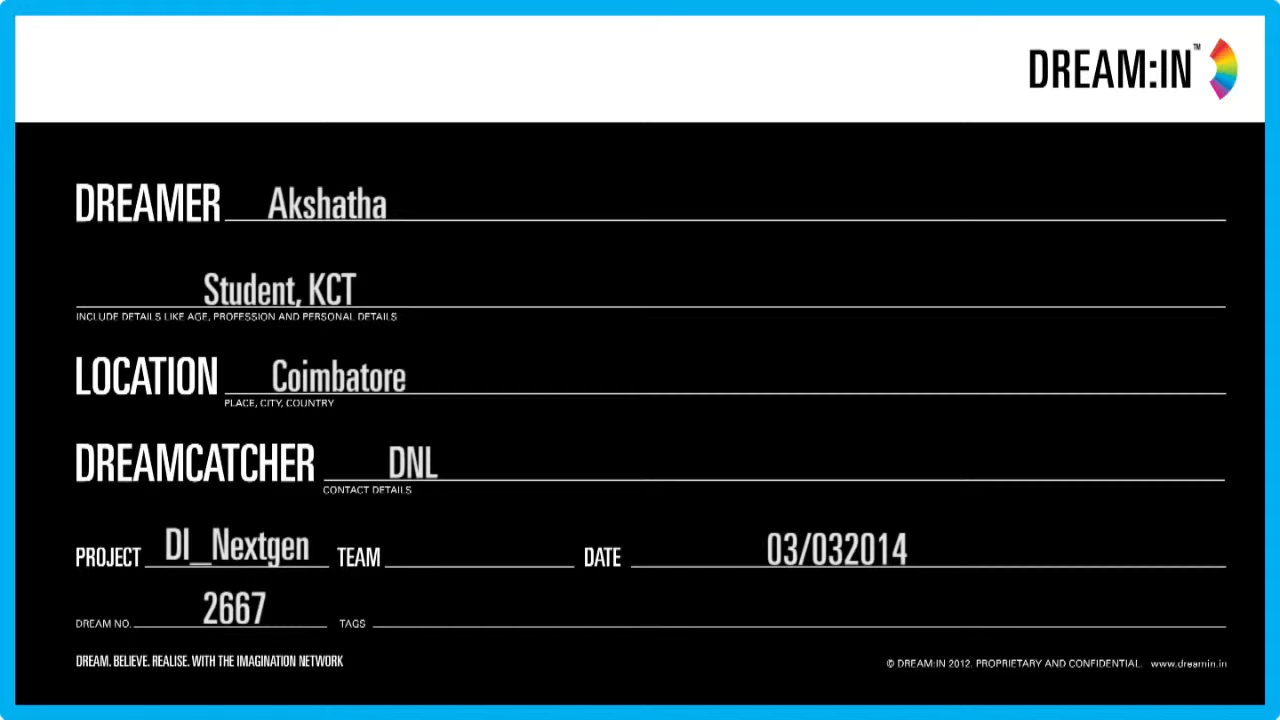 DREAM:IN™
DREAMER Akshatha
Student, KCT
INCLUDE DETAILS LIKE AGE, PROFESSION AND PERSONAL DETAILS
LOCATION Coimbatore
PLACE, CITY, COUNTRY
DREAMCATCHER DNL
CONTACT DETAILS
PROJECT DI_Nextgen TEAM DATE 03/032014
DREAM NO. 2667 TAGS
DREAM. BELIEVE. REALISE. WITH THE IMAGINATION NETWORK © DREAM:IN 2012. PROPRIETARY AND CONFIDENTIAL. www.dreamin.in